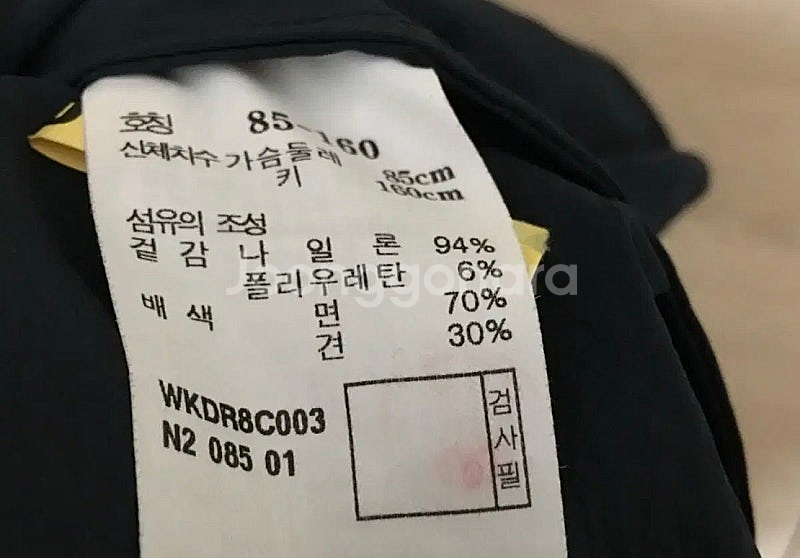 호칭 85-160
신체치수 가슴둘레 85cm
키 160cm
섬유의 조성
겉감 나일론 94%
폴리우레탄 6%
배색 면 70%
견 30%
WKDR8C003
N2 085 01
검사필
Joonggonara